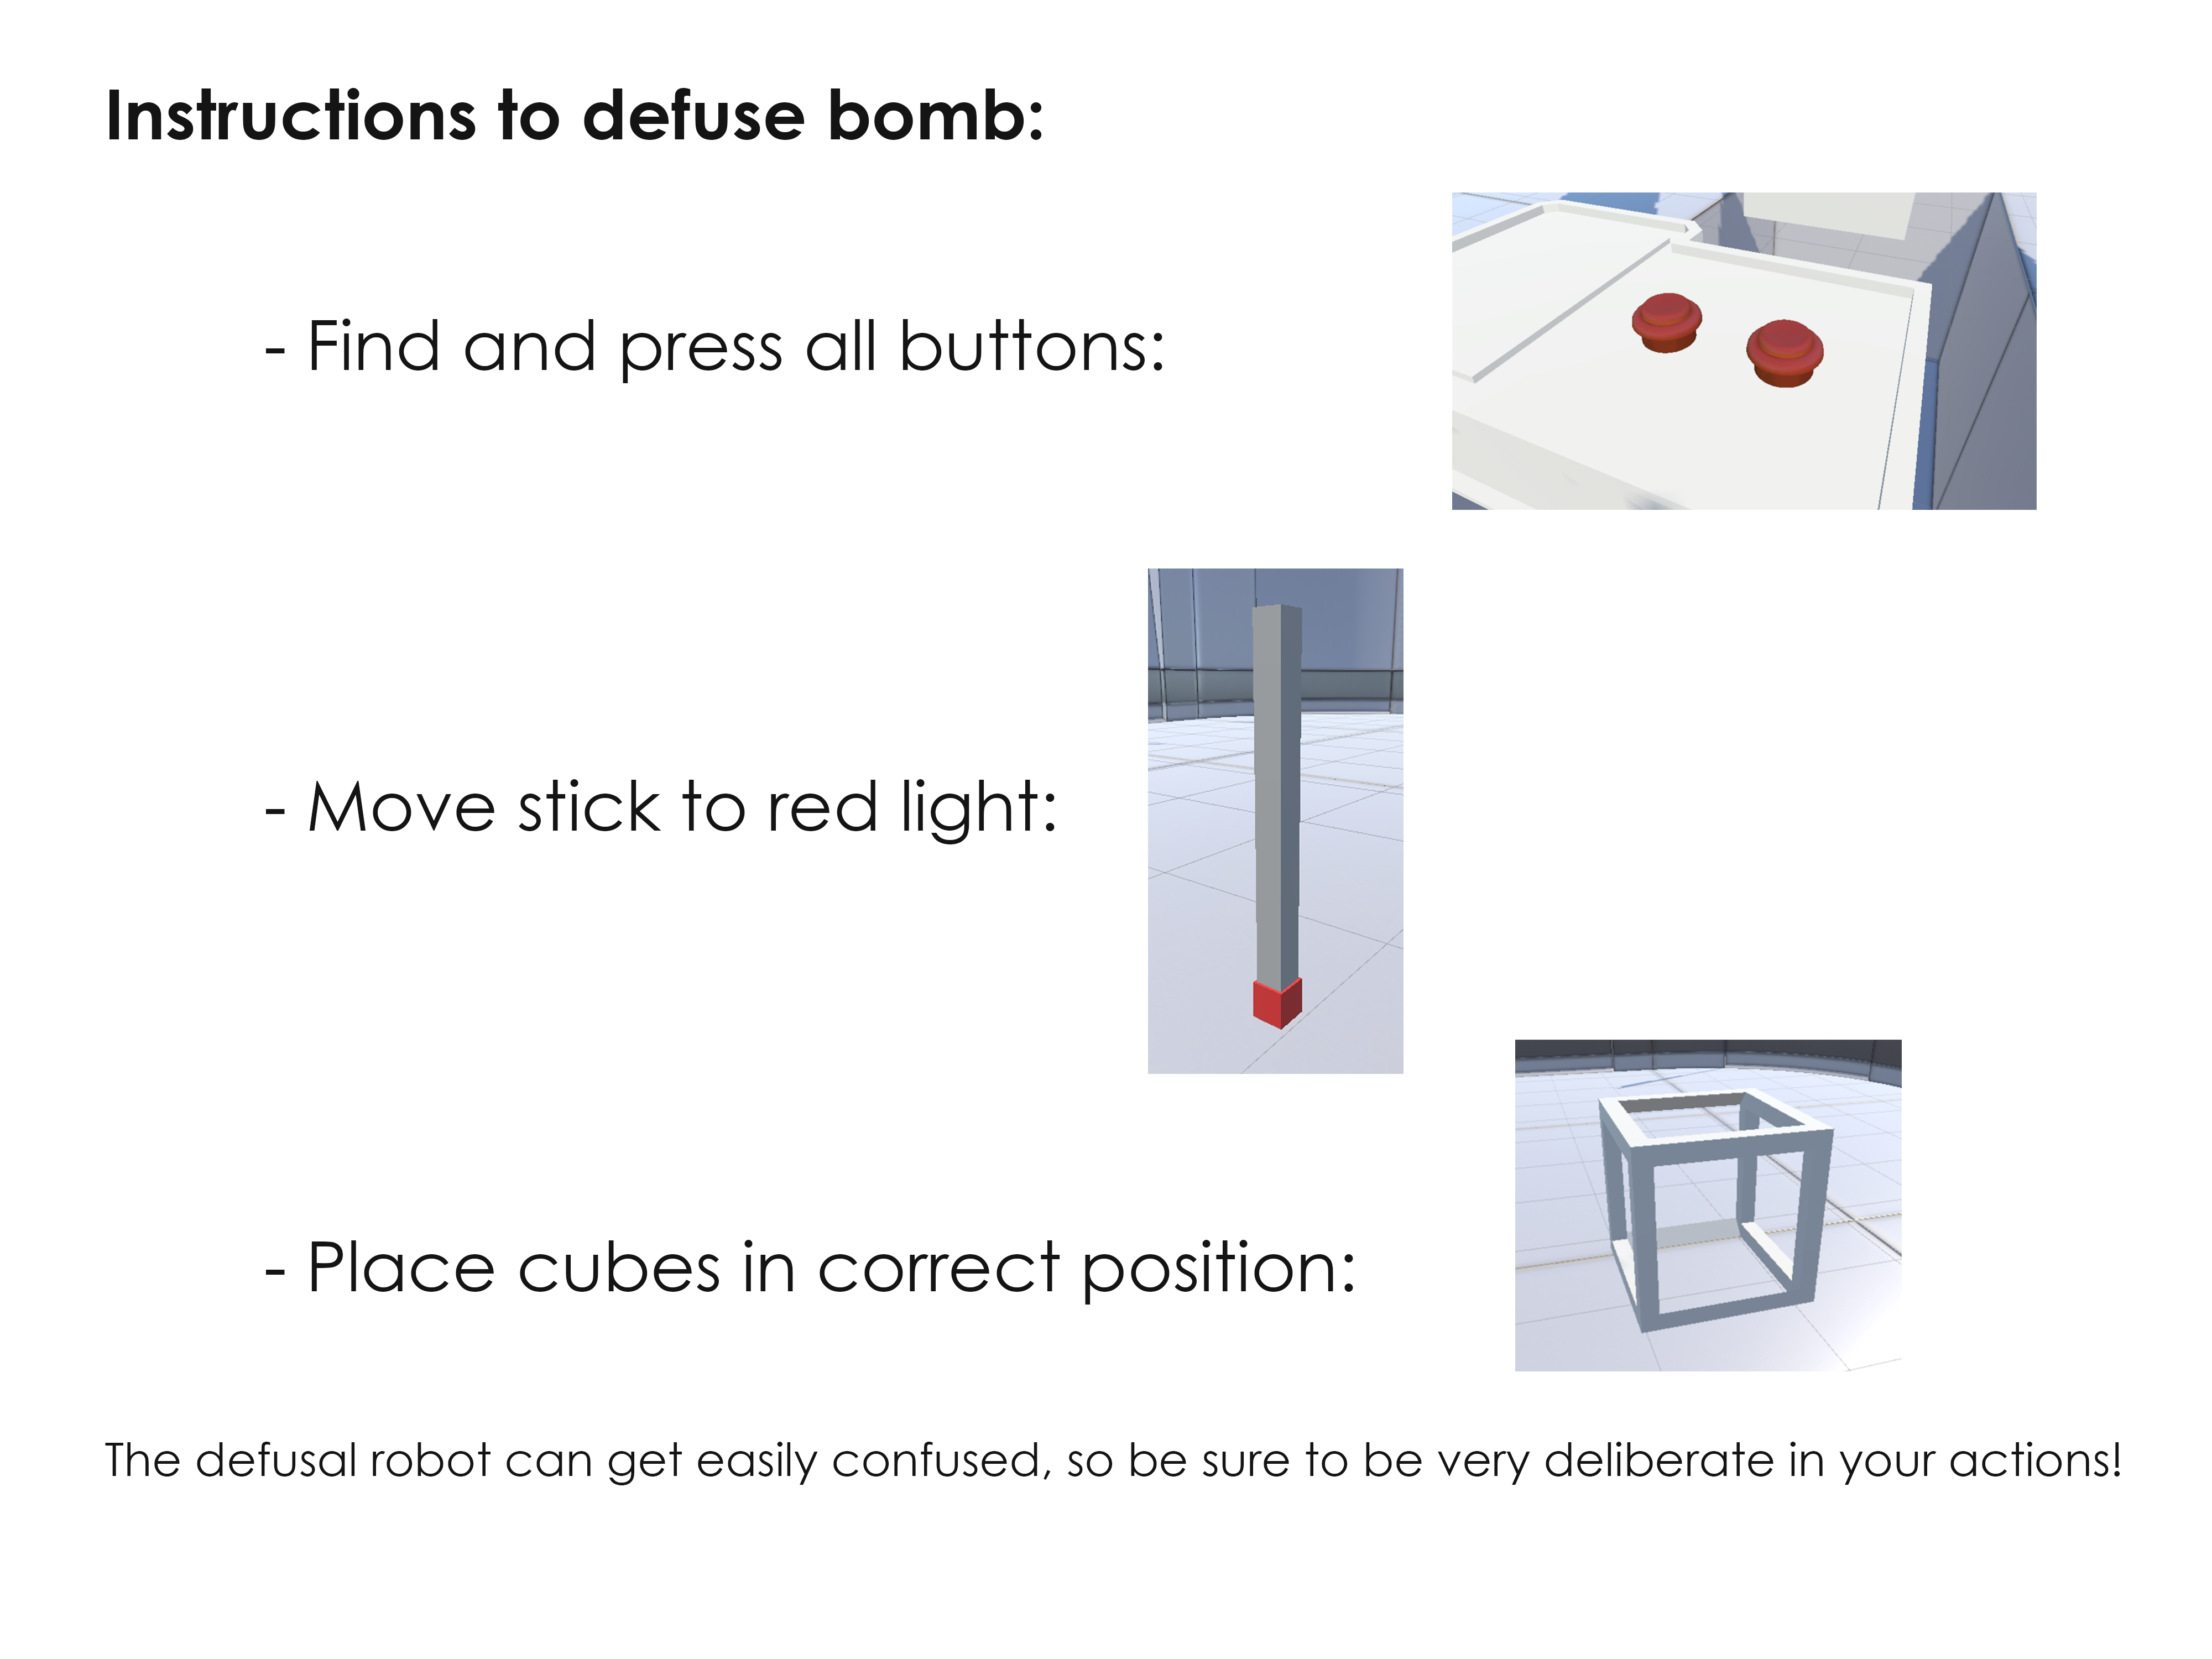 Instructions to defuse bomb:
- Find and press all buttons:
- Move stick to red light:
- Place cubes in correct position:
The defusal robot can get easily confused, so be sure to be very deliberate in your actions!